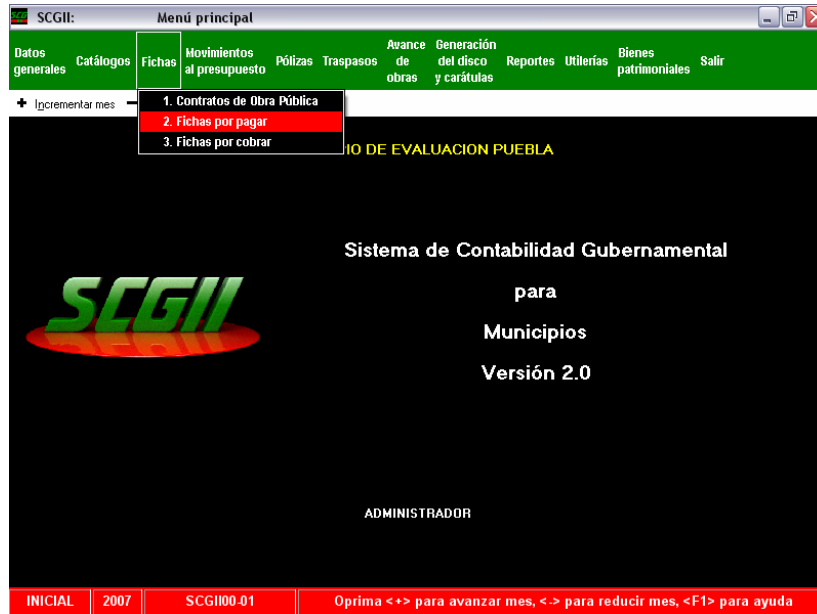 SCGII: Menú principal
Datos generales
Catálogos
Fichas
Movimientos al presupuesto
Pólizas
Traspasos
Avance de obras
Generación del disco y carátulas
Reportes
Utilerías
Bienes patrimoniales
Salir
+ Incrementar mes -
1. Contratos de Obra Pública
2. Fichas por pagar
3. Fichas por cobrar
DE EVALUACION PUEBLA
Sistema de Contabilidad Gubernamental
para
Municipios
Versión 2.0
SCGII
ADMINISTRADOR
INICIAL 2007 SCGII00-01 Oprima <+> para avanzar mes, <-> para reducir mes, <F1> para ayuda